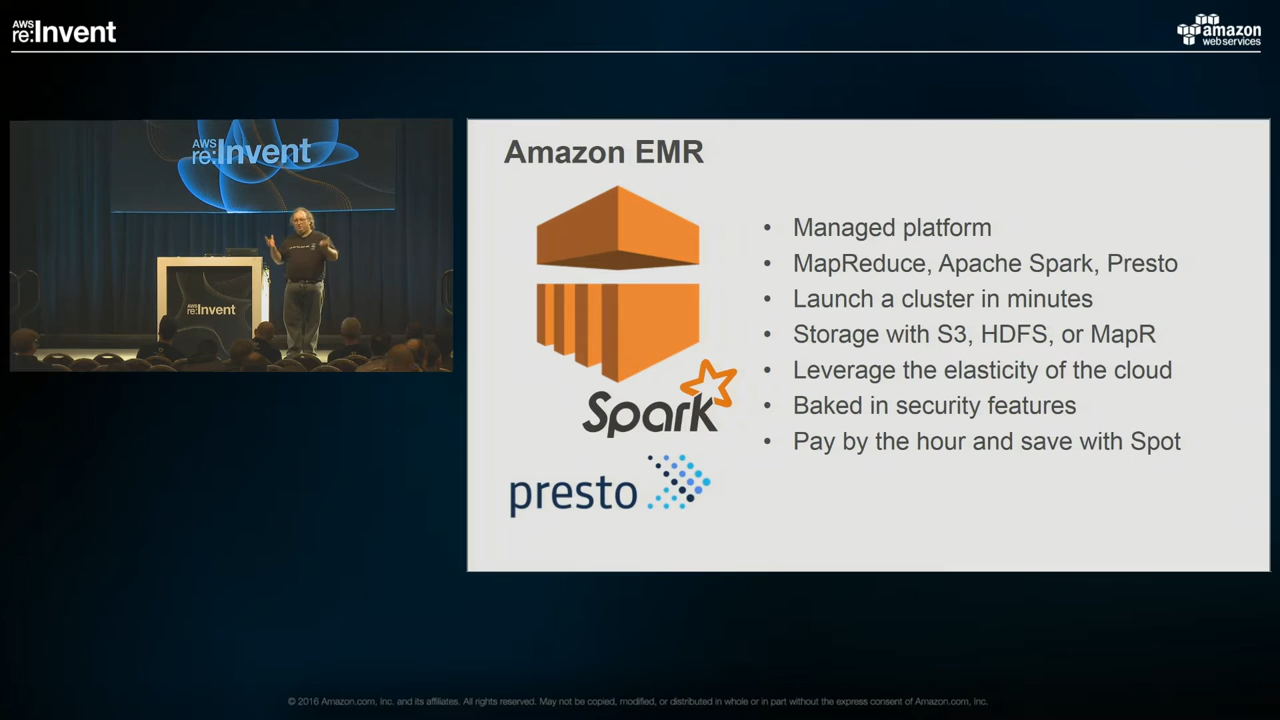 AWS
re:Invent
amazon
web services
AWS
re:Invent
AWS
re:Invent
Amazon EMR
• Managed platform
• MapReduce, Apache Spark, Presto
• Launch a cluster in minutes
• Storage with S3, HDFS, or MapR
• Leverage the elasticity of the cloud
• Baked in security features
• Pay by the hour and save with Spot
Spark
presto
© 2016 Amazon.com, Inc. and its affiliates. All rights reserved. May not be copied, modified, or distributed in whole or in part without the express consent of Amazon.com, Inc.